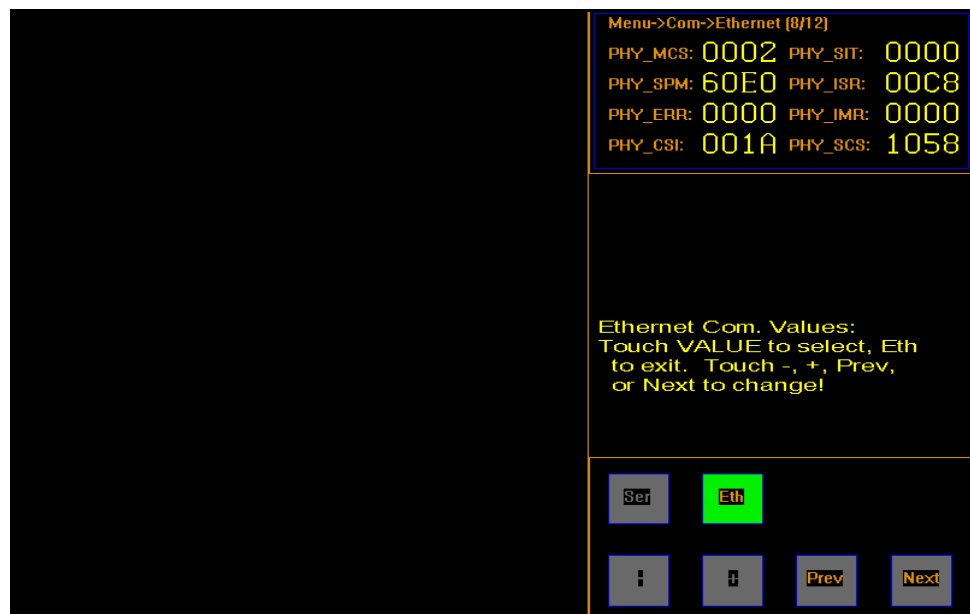 Menu->Com->Ethernet (8/12)
PHY_MCS: 0002 PHY_SIT: 0000
PHY_SPM: 60E0 PHY_ISR: 00C8
PHY_ERR: 0000 PHY_IMR: 0000
PHY_CSI: 001A PHY_SCS: 1058
Ethernet Com. Values:
Touch VALUE to select, Eth
to exit. Touch -, +, Prev,
or Next to change!
Ser Eth
- + Prev Next